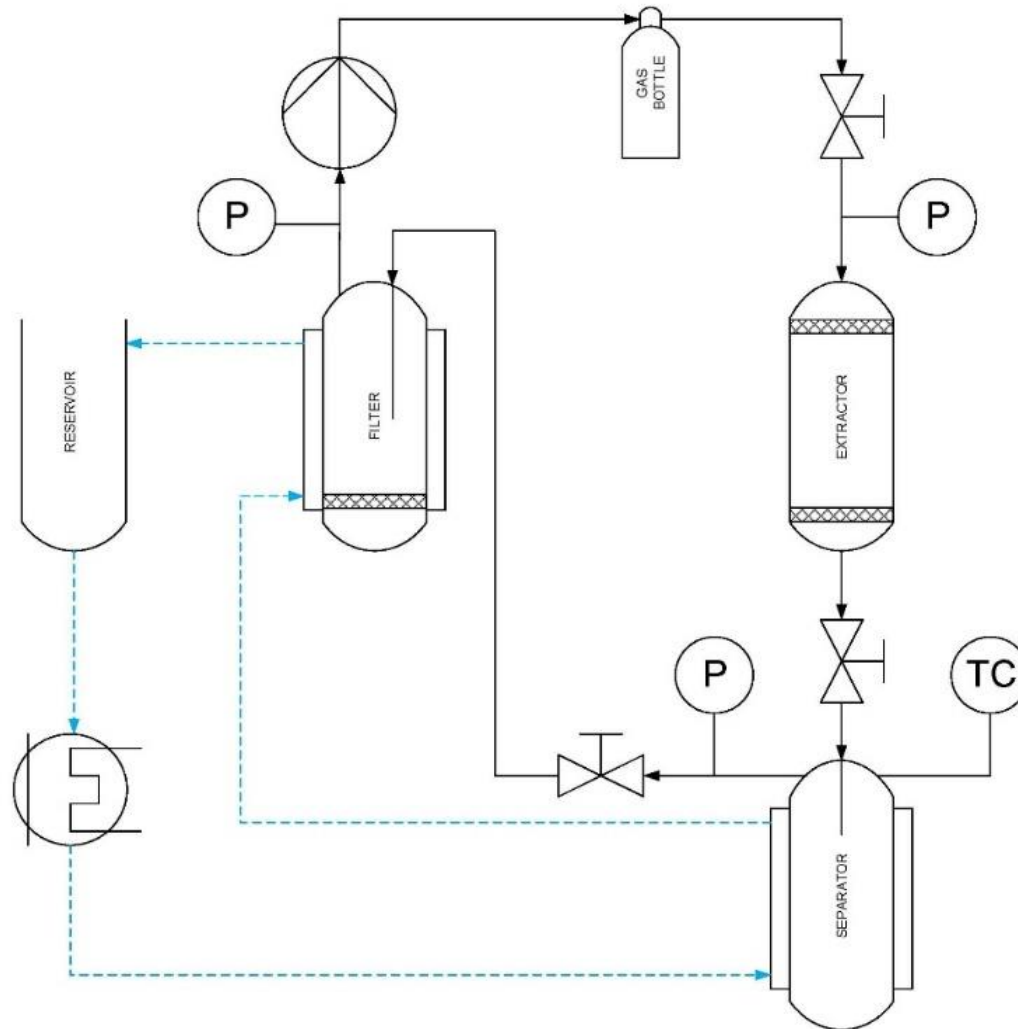 GAS
BOTTLE
P
P
RESERVOIR
FILTER
EXTRACTOR
P
TC
SEPARATOR